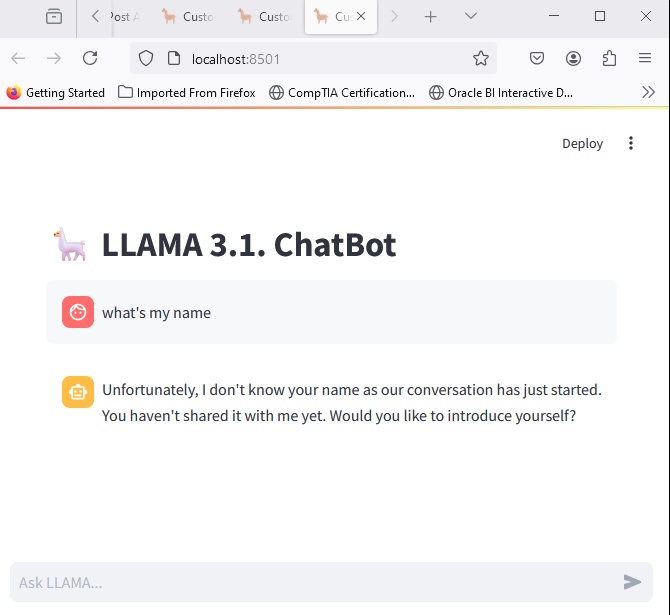 Post A
Custo
Custo
Cus
localhost:8501
Getting Started
Imported From Firefox
CompTIA Certification...
Oracle BI Interactive D...
Deploy
LLAMA 3.1. ChatBot
what's my name
Unfortunately, I don't know your name as our conversation has just started.
You haven't shared it with me yet. Would you like to introduce yourself?
Ask LLAMA...